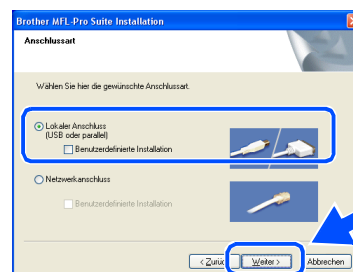 Brother MFL-Pro Suite Installation
Anschlussart
Wählen Sie hier die gewünschte Anschlussart.
Lokaler Anschluss
(USB oder parallel)
Benutzerdefinierte Installation
Netzwerkanschluss
Benutzerdefinierte Installation
< Zurück
Weiter >
Abbrechen